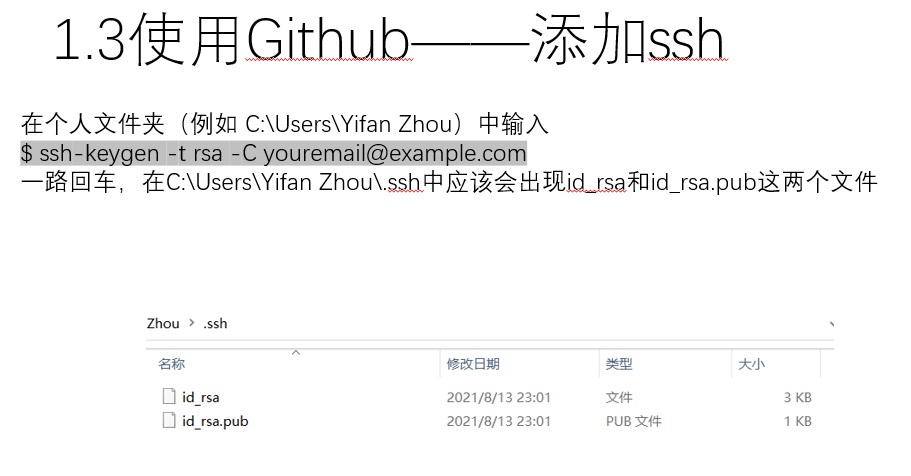 1.3使用Github——添加ssh
在个人文件夹（例如 C:\Users\Yifan Zhou）中输入
$ ssh-keygen -t rsa -C youremail@example.com
一路回车，在C:\Users\Yifan Zhou\.ssh中应该会出现id_rsa和id_rsa.pub这两个文件
Zhou > .ssh
名称 修改日期 类型 大小
id_rsa 2021/8/13 23:01 文件 3 KB
id_rsa.pub 2021/8/13 23:01 PUB 文件 1 KB